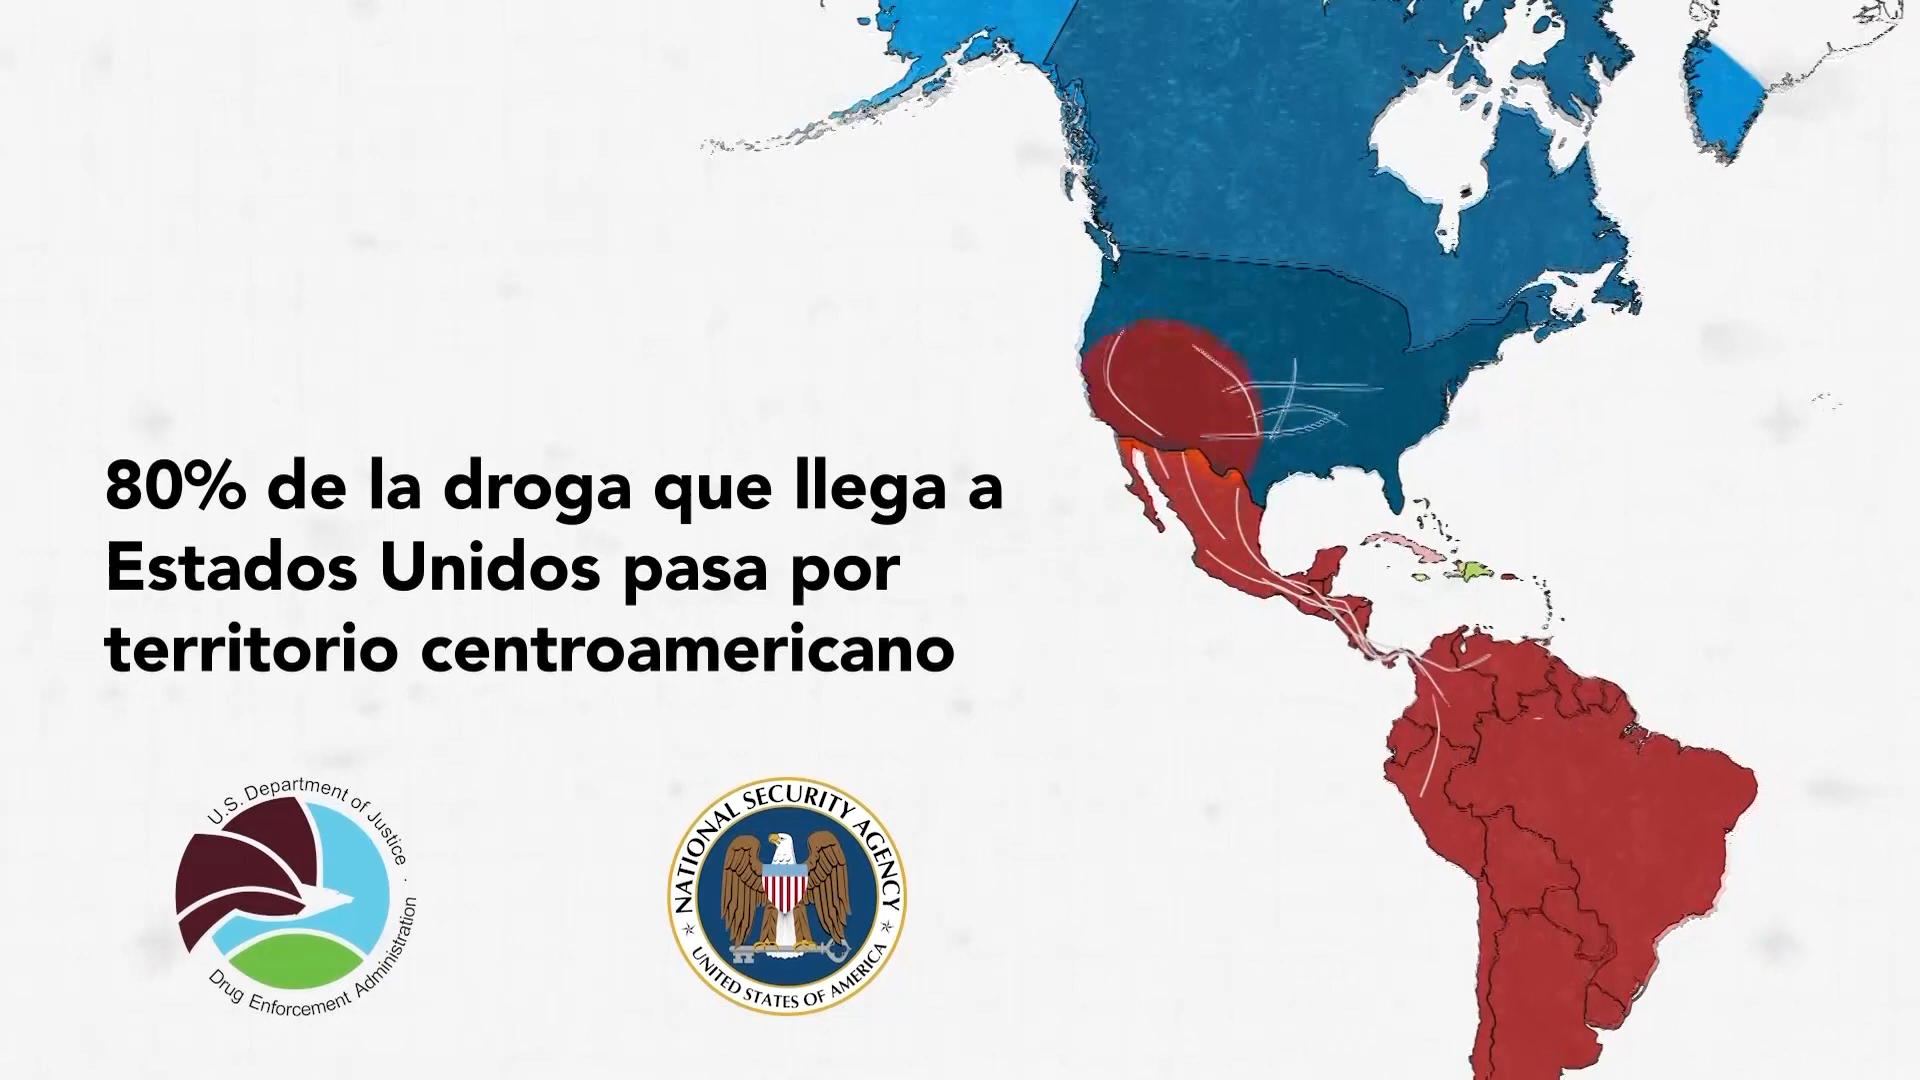 80% de la droga que llega a
Estados Unidos pasa por
territorio centroamericano
U.S. Department of Justice
Drug Enforcement Administration
NATIONAL SECURITY AGENCY
UNITED STATES OF AMERICA